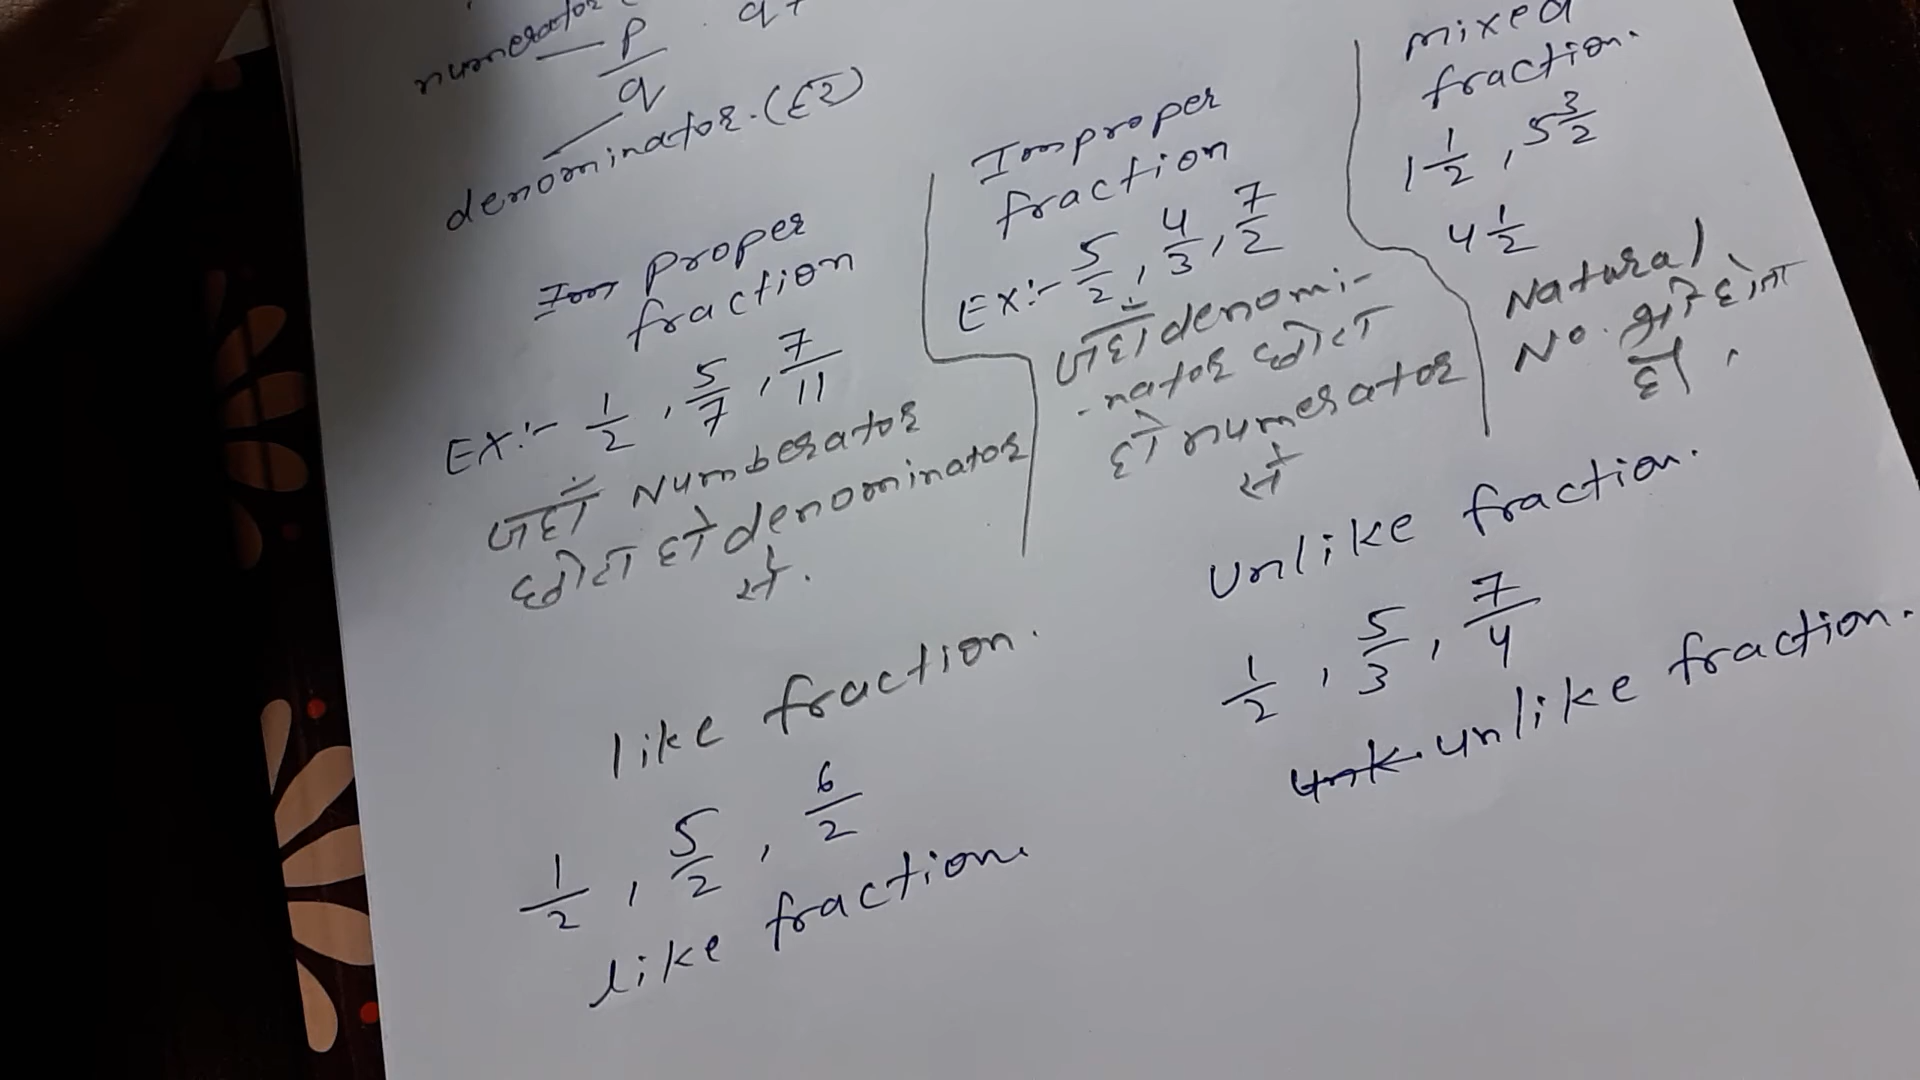 numerator
p
q
denominator. (हर)
Proper
fraction
Ex:- 1/2, 5/7, 7/11
जहाँ Numberator
छोटा हो denominator
से.
Improper
fraction
Ex:- 5/2, 4/3, 7/2
जहां denomi-
-nator छोटा
हो numerator
से
mixed
fraction.
1 1/2, 5 3/2
4 1/2
Natural
No. भी होता
हो
like fraction.
1/2, 5/2, 6/2
like fraction.
Unlike fraction.
1/2, 5/3, 7/4
unlike fraction.